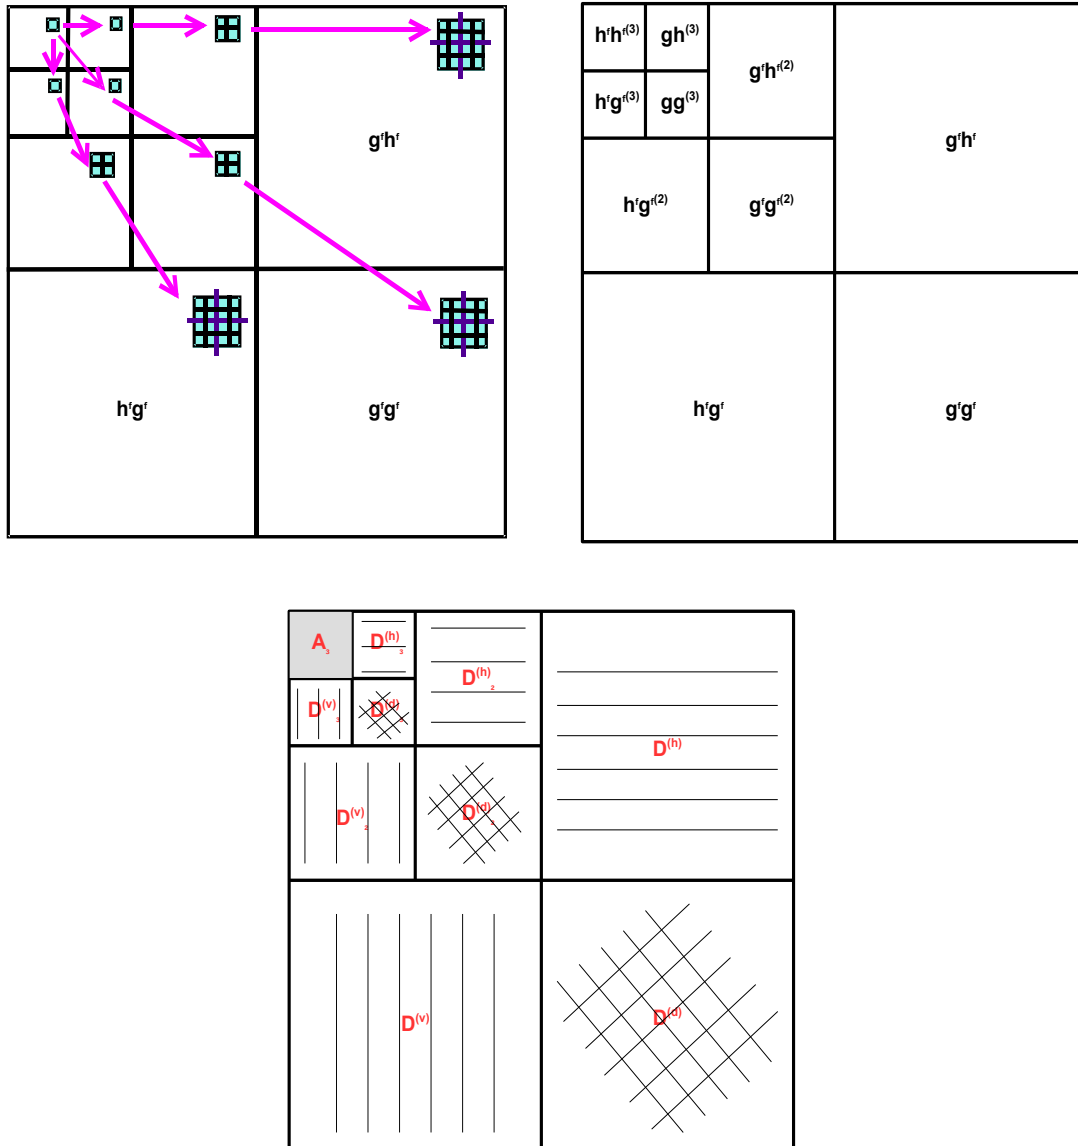 gᶠhᶠ
hᶠgᶠ
gᶠgᶠ
hᶠhᶠ⁽³⁾
gh⁽³⁾
hᶠgᶠ⁽³⁾
gg⁽³⁾
gᶠhᶠ⁽²⁾
hᶠgᶠ⁽²⁾
gᶠgᶠ⁽²⁾
gᶠhᶠ
hᶠgᶠ
gᶠgᶠ
A₃
D⁽ʰ⁾₃
D⁽ᵛ⁾₃
D⁽ᵈ⁾₃
D⁽ʰ⁾₂
D⁽ᵛ⁾₂
D⁽ᵈ⁾₂
D⁽ʰ⁾
D⁽ᵛ⁾
D⁽ᵈ⁾